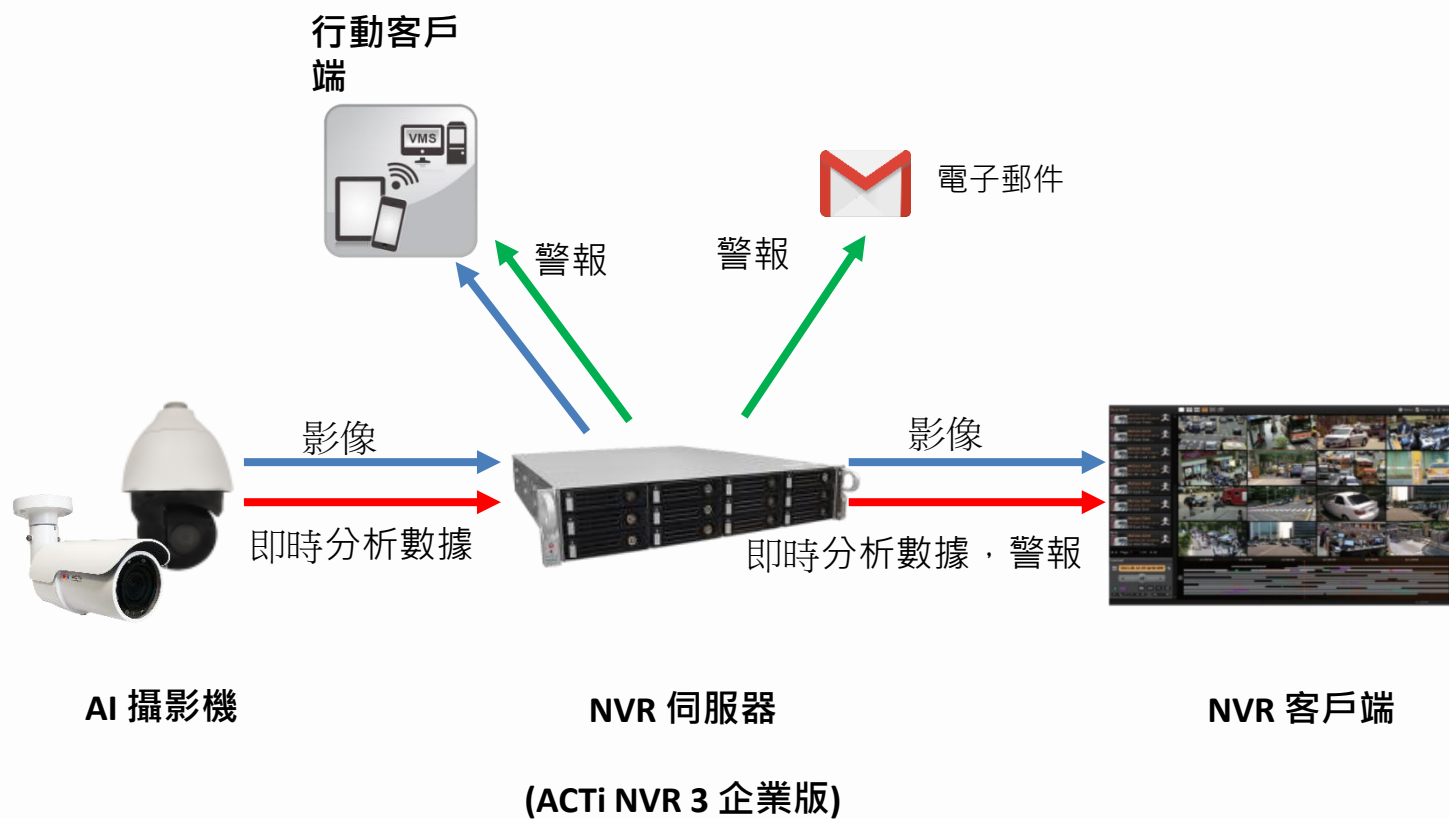 行動客戶
端
VMS
電子郵件
警報
警報
影像
影像
即時分析數據
即時分析數據，警報
AI 攝影機
NVR 伺服器
NVR 客戶端
(ACTi NVR 3 企業版)